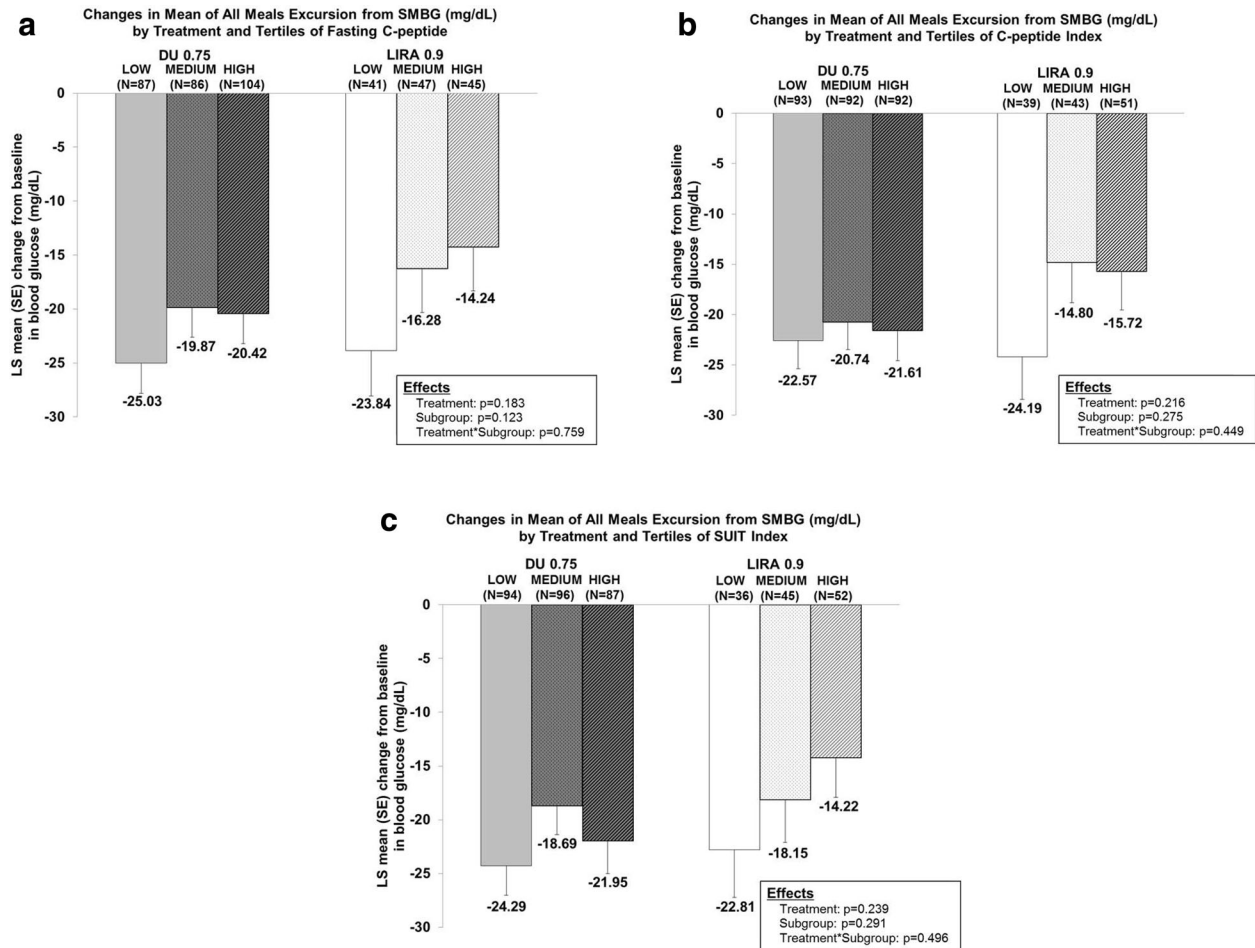 a
Changes in Mean of All Meals Excursion from SMBG (mg/dL)
by Treatment and Tertiles of Fasting C-peptide
DU 0.75
LIRA 0.9
LOW MEDIUM HIGH
(N=87) (N=86) (N=104)
LOW MEDIUM HIGH
(N=41) (N=47) (N=45)
LS mean (SE) change from baseline
in blood glucose (mg/dL)
0
-5
-10
-15
-20
-25
-30
-25.03
-19.87
-20.42
-23.84
-16.28
-14.24
Effects
Treatment: p=0.183
Subgroup: p=0.123
Treatment*Subgroup: p=0.759
b
Changes in Mean of All Meals Excursion from SMBG (mg/dL)
by Treatment and Tertiles of C-peptide Index
DU 0.75
LIRA 0.9
LOW MEDIUM HIGH
(N=93) (N=92) (N=92)
LOW MEDIUM HIGH
(N=39) (N=43) (N=51)
LS mean (SE) change from baseline
in blood glucose (mg/dL)
0
-5
-10
-15
-20
-25
-30
-22.57
-20.74
-21.61
-24.19
-14.80
-15.72
Effects
Treatment: p=0.216
Subgroup: p=0.275
Treatment*Subgroup: p=0.449
c
Changes in Mean of All Meals Excursion from SMBG (mg/dL)
by Treatment and Tertiles of SUIT Index
DU 0.75
LIRA 0.9
LOW MEDIUM HIGH
(N=94) (N=96) (N=87)
LOW MEDIUM HIGH
(N=36) (N=45) (N=52)
LS mean (SE) change from baseline
in blood glucose (mg/dL)
0
-5
-10
-15
-20
-25
-30
-24.29
-18.69
-21.95
-22.81
-18.15
-14.22
Effects
Treatment: p=0.239
Subgroup: p=0.291
Treatment*Subgroup: p=0.496